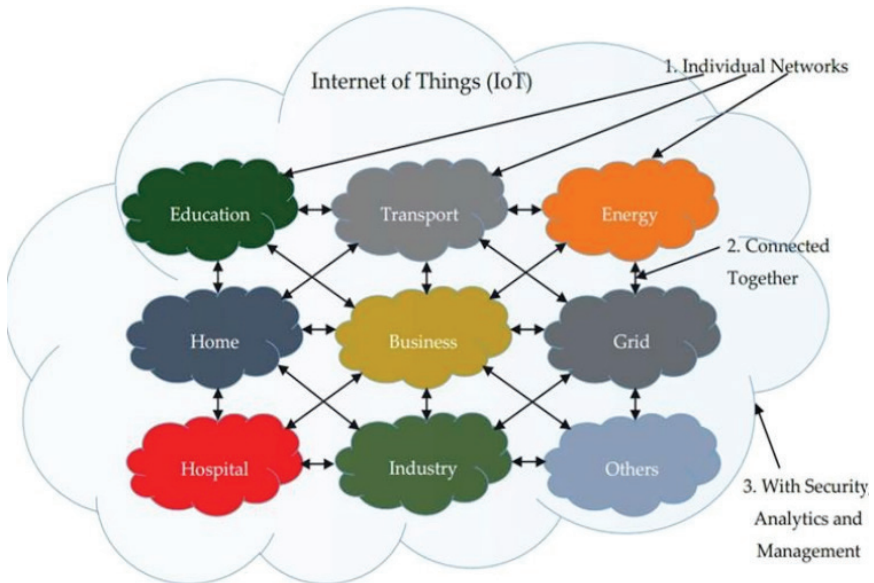 Internet of Things (IoT)
1. Individual Networks
Education
Transport
Energy
2. Connected
Together
Home
Business
Grid
Hospital
Industry
Others
3. With Security,
Analytics and
Management